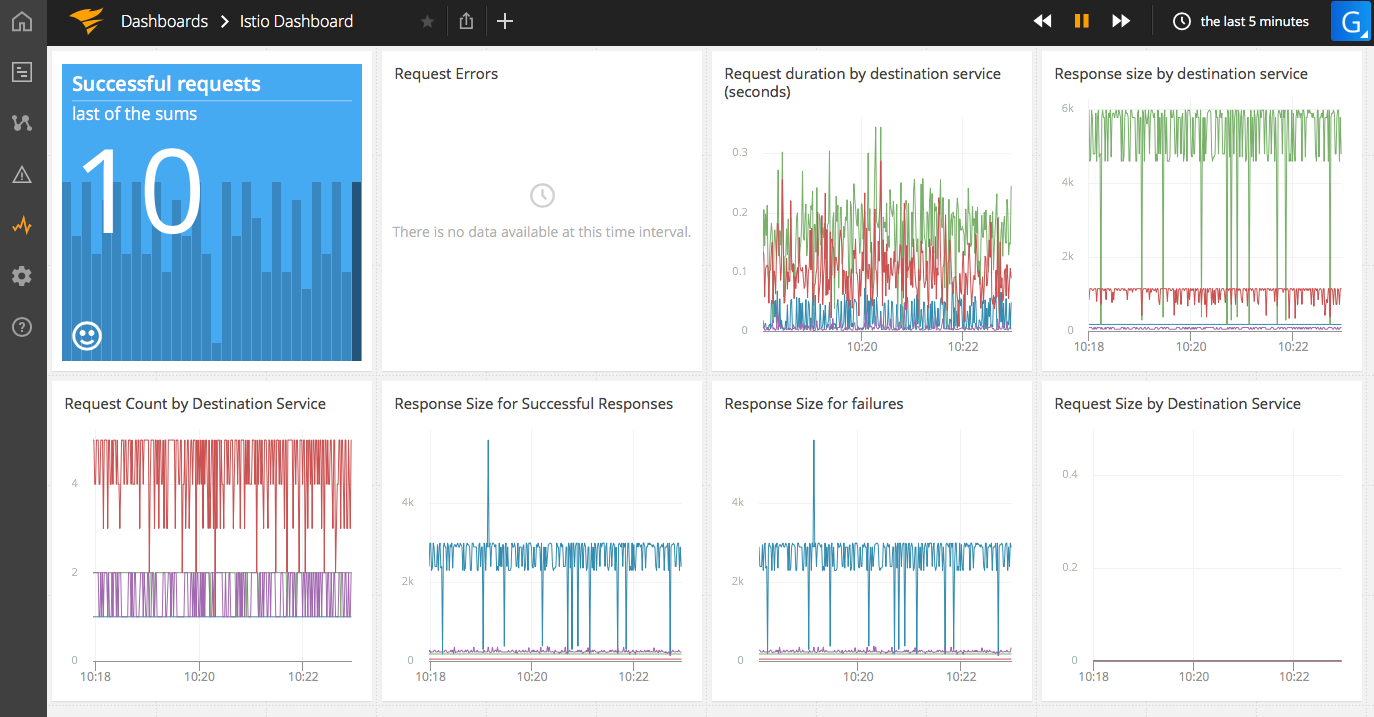 Dashboards > Istio Dashboard
the last 5 minutes
G
Successful requests
last of the sums
10
Request Errors
There is no data available at this time interval.
Request duration by destination service
(seconds)
0.3
0.2
0.1
0
10:20 10:22
Response size by destination service
6k
4k
2k
0
10:18 10:20 10:22
Request Count by Destination Service
4
2
0
10:18 10:20 10:22
Response Size for Successful Responses
4k
2k
0
10:18 10:20 10:22
Response Size for failures
4k
2k
0
10:20 10:22
Request Size by Destination Service
0.4
0.2
0
10:18 10:20 10:22